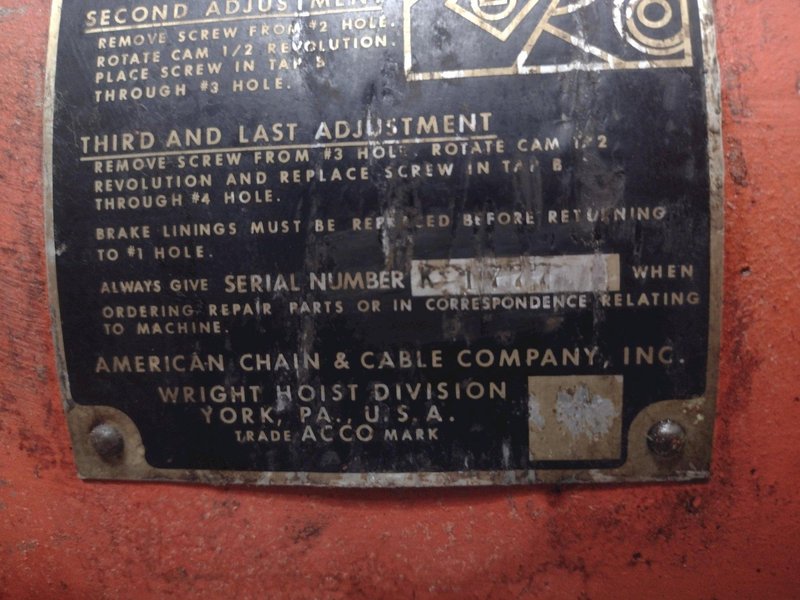 SECOND ADJUSTMENT
REMOVE SCREW FROM #2 HOLE.
ROTATE CAM 1/2 REVOLUTION.
PLACE SCREW IN TAP B
THROUGH #3 HOLE.
THIRD AND LAST ADJUSTMENT
REMOVE SCREW FROM #3 HOLE. ROTATE CAM 1/2
REVOLUTION AND REPLACE SCREW IN TAP B
THROUGH #4 HOLE.
BRAKE LININGS MUST BE REPLACED BEFORE RETURNING
TO #1 HOLE.
ALWAYS GIVE SERIAL NUMBER WHEN
ORDERING REPAIR PARTS OR IN CORRESPONDENCE RELATING
TO MACHINE.
AMERICAN CHAIN & CABLE COMPANY, INC.
WRIGHT HOIST DIVISION
YORK, PA., U.S.A.
TRADE ACCO MARK